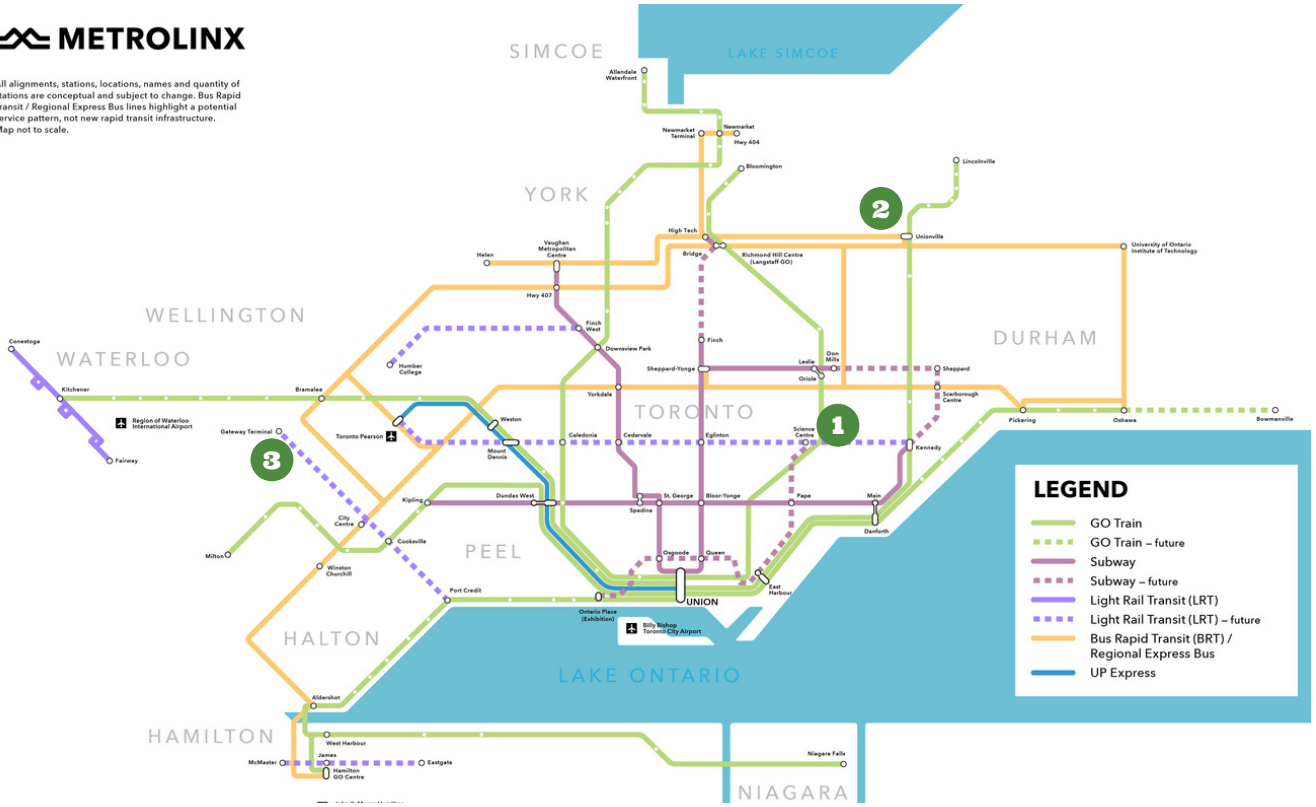 METROLINX
All alignments, stations, locations, names and quantity of
stations are conceptual and subject to change. Bus Rapid
Transit / Regional Express Bus lines highlight a potential
service pattern, not new rapid transit infrastructure.
Map not to scale.
SIMCOE
LAKE SIMCOE
Allandale
Waterfront
Newmarket
Terminal
Newmarket
Hwy 404
Bloomington
Lincolnville
YORK
2
High Tech
Unionville
Vaughan
Metropolitan
Centre
Helen
Bridge
Richmond Hill Centre
(Langstaff GO)
University of Ontario
Institute of Technology
Hwy 407
WELLINGTON
Finch
West
DURHAM
Conestoga
WATERLOO
Downsview Park
Finch
Humber
College
Leslie
Don
Mills
Sheppard-Yonge
Oriole
Sheppard
Kitchener
Bramalea
Yorkdale
Scarborough
Centre
TORONTO
Region of Waterloo
International Airport
Weston
Pickering
Oshawa
Bowmanville
Gateway Terminal
Toronto Pearson
Mount
Dennis
Caledonia
Cedarvale
Eglinton
Science
Centre
1
Kennedy
3
Fairway
Kipling
Dundas West
Spadina
St. George
Bloor-Yonge
Pape
Main
Danforth
City
Centre
Cooksville
Milton
PEEL
Osgoode
Queen
Winston
Churchill
East
Harbour
Port Credit
UNION
Ontario Place
(Exhibition)
Billy Bishop
Toronto City Airport
HALTON
LAKE ONTARIO
Aldershot
HAMILTON
West Harbour
McMaster
James
Eastgate
Hamilton
GO Centre
Niagara Falls
NIAGARA
LEGEND
GO Train
GO Train – future
Subway
Subway – future
Light Rail Transit (LRT)
Light Rail Transit (LRT) – future
Bus Rapid Transit (BRT) /
Regional Express Bus
UP Express